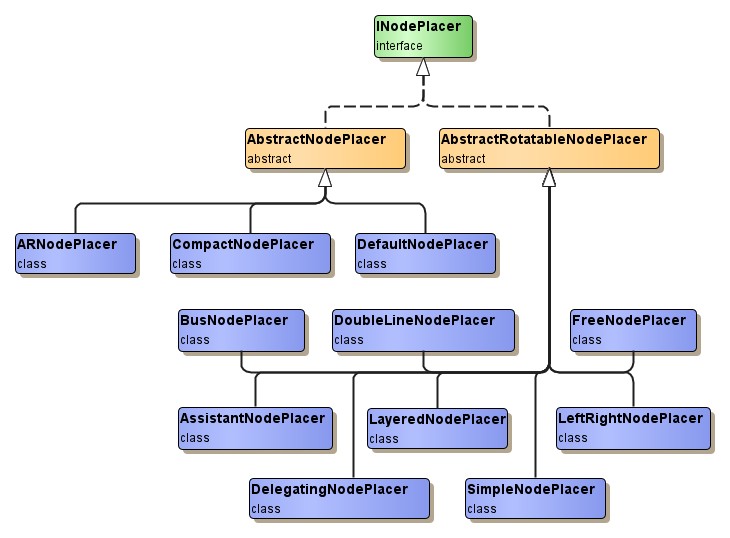 INodePlacer
interface
AbstractNodePlacer
abstract
AbstractRotatableNodePlacer
abstract
ARNodePlacer
class
CompactNodePlacer
class
DefaultNodePlacer
class
BusNodePlacer
class
DoubleLineNodePlacer
class
FreeNodePlacer
class
AssistantNodePlacer
class
LayeredNodePlacer
class
LeftRightNodePlacer
class
DelegatingNodePlacer
class
SimpleNodePlacer
class